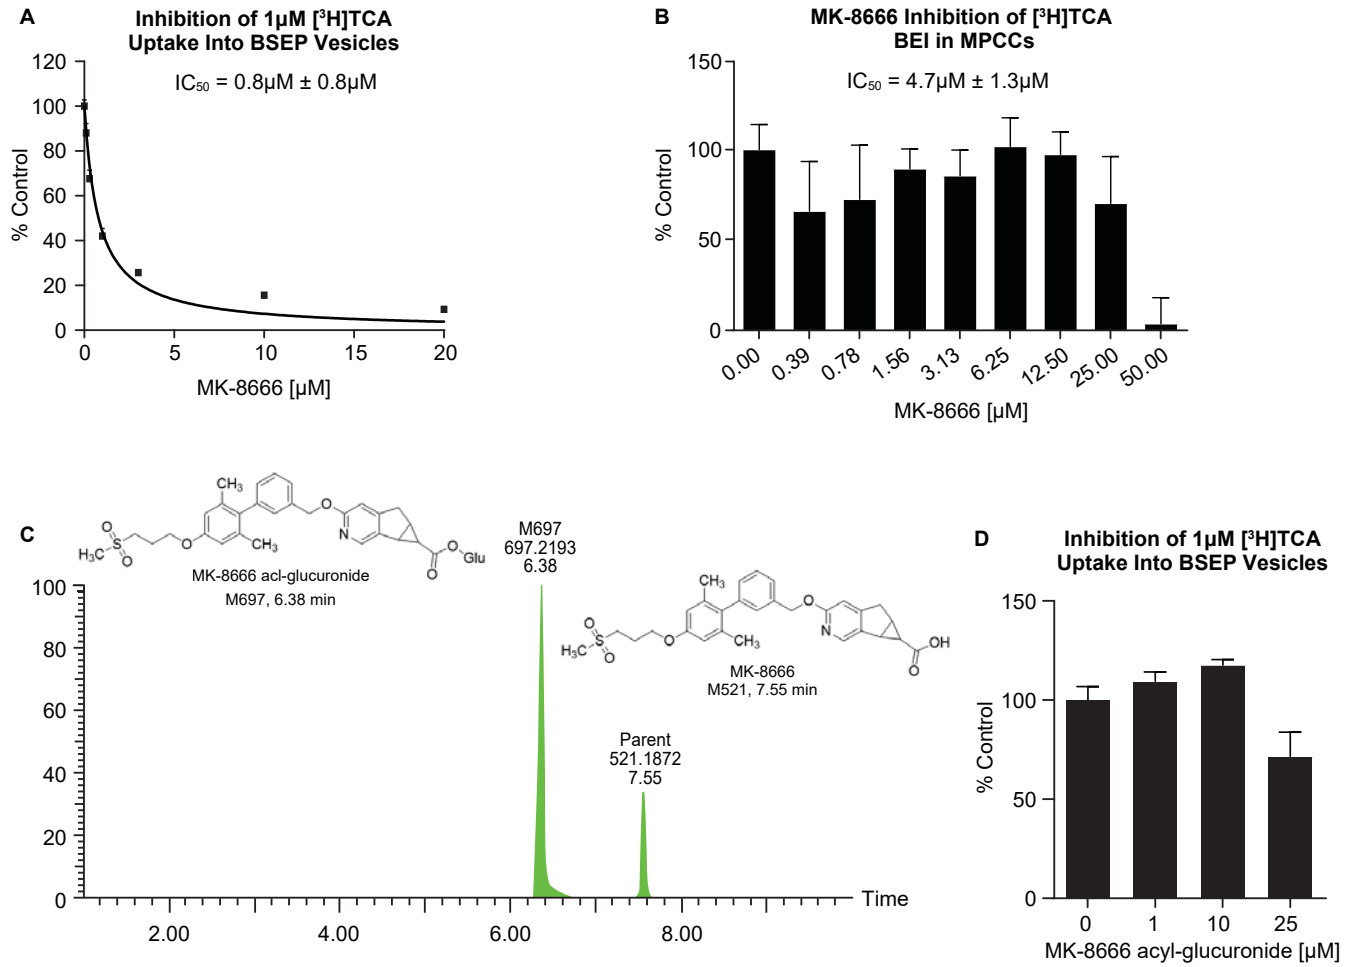 A
Inhibition of 1µM [³H]TCA
Uptake Into BSEP Vesicles
IC₅₀ = 0.8µM ± 0.8µM
120
100
80
60
40
20
0
% Control
0 5 10 15 20
MK-8666 [µM]
B
MK-8666 Inhibition of [³H]TCA
BEI in MPCCs
IC₅₀ = 4.7µM ± 1.3µM
150
100
50
0
% Control
0.00 0.39 0.78 1.56 3.13 6.25 12.50 25.00 50.00
MK-8666 [µM]
C
CH₃
O
N
O
S
O
H₃C
O
CH₃
O
Glu
O
MK-8666 acl-glucuronide
M697, 6.38 min
M697
697.2193
6.38
CH₃
O
N
O
S
O
H₃C
O
CH₃
OH
O
MK-8666
M521, 7.55 min
Parent
521.1872
7.55
100
80
60
40
20
0
Time
2.00 4.00 6.00 8.00
D
Inhibition of 1µM [³H]TCA
Uptake Into BSEP Vesicles
150
100
50
0
% Control
0 1 10 25
MK-8666 acyl-glucuronide [µM]